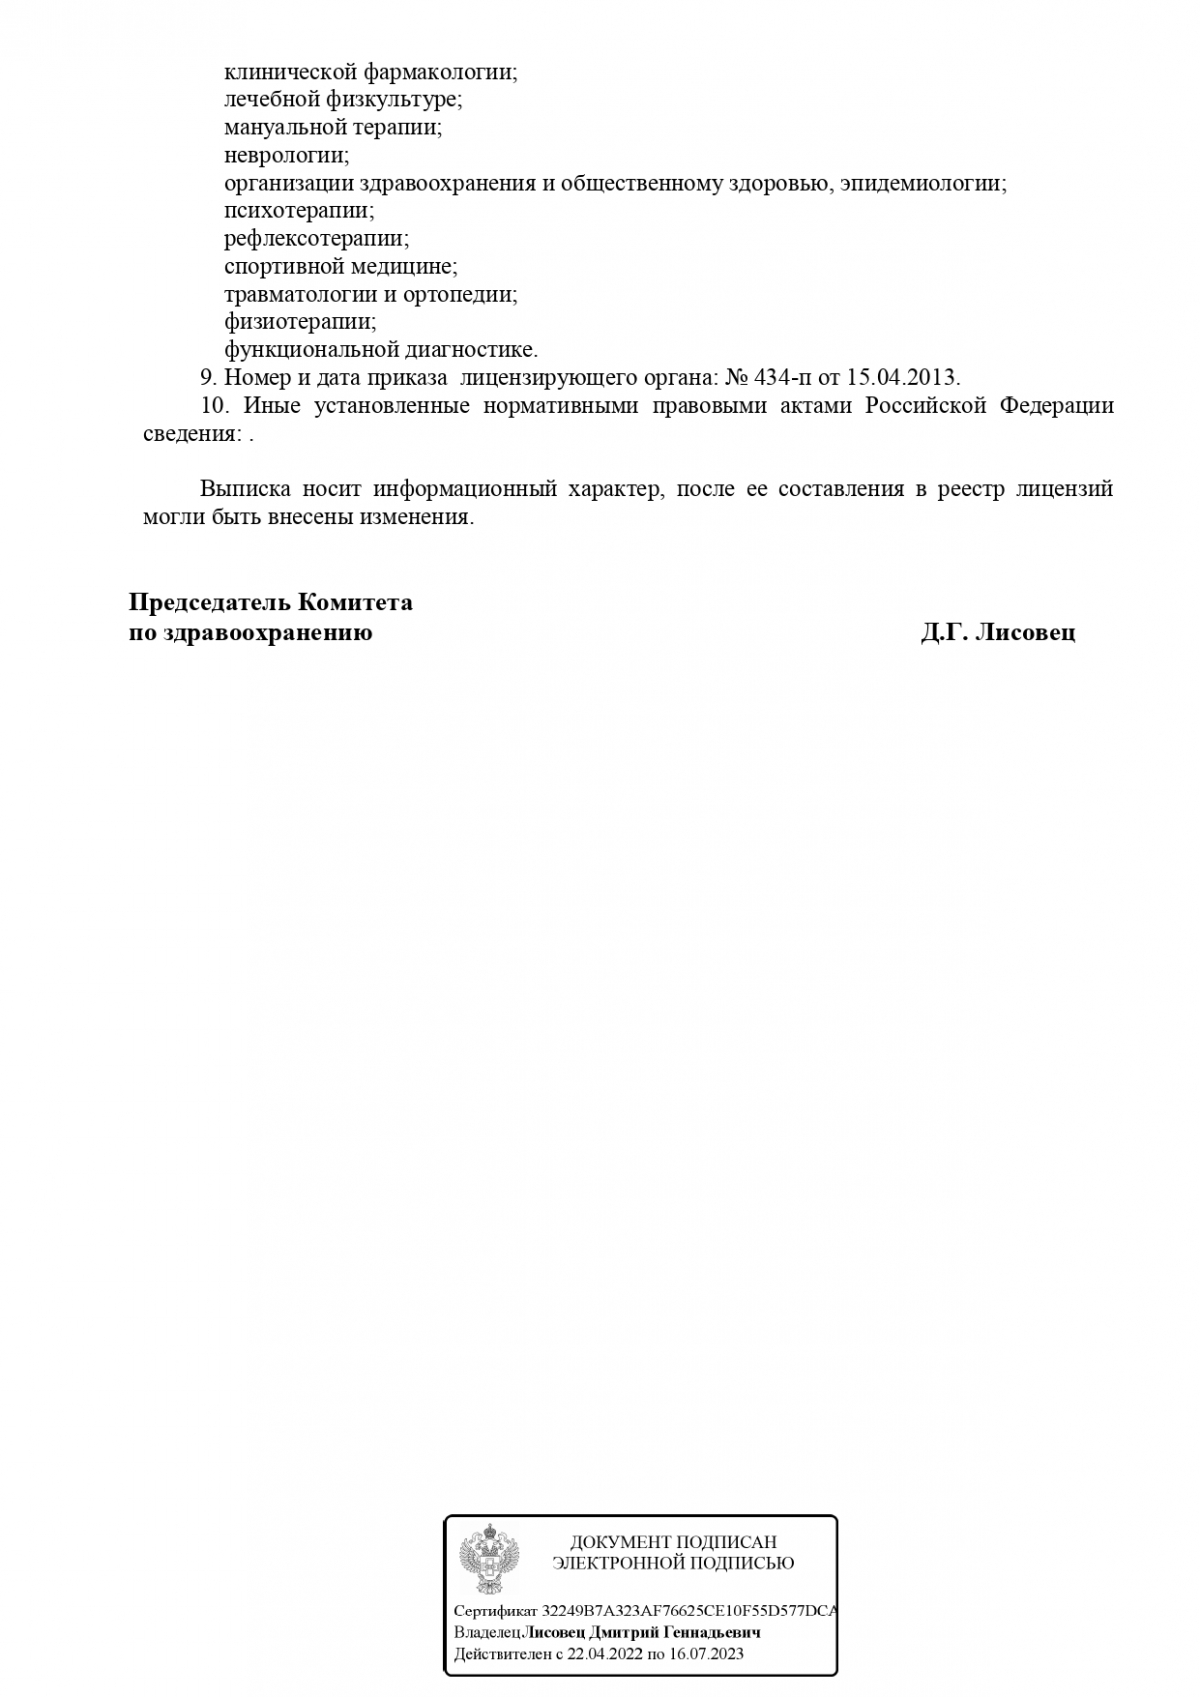 клинической фармакологии;
лечебной физкультуре;
мануальной терапии;
неврологии;
организации здравоохранения и общественному здоровью, эпидемиологии;
психотерапии;
рефлексотерапии;
спортивной медицине;
травматологии и ортопедии;
физиотерапии;
функциональной диагностике.
9. Номер и дата приказа лицензирующего органа: № 434-п от 15.04.2013.
10. Иные установленные нормативными правовыми актами Российской Федерации
сведения: .
Выписка носит информационный характер, после ее составления в реестр лицензий
могли быть внесены изменения.
Председатель Комитета
по здравоохранению Д.Г. Лисовец
ДОКУМЕНТ ПОДПИСАН
ЭЛЕКТРОННОЙ ПОДПИСЬЮ
Сертификат 32249B7A323AF76625CE10F55D577DCA
Владелец Лисовец Дмитрий Геннадьевич
Действителен с 22.04.2022 по 16.07.2023